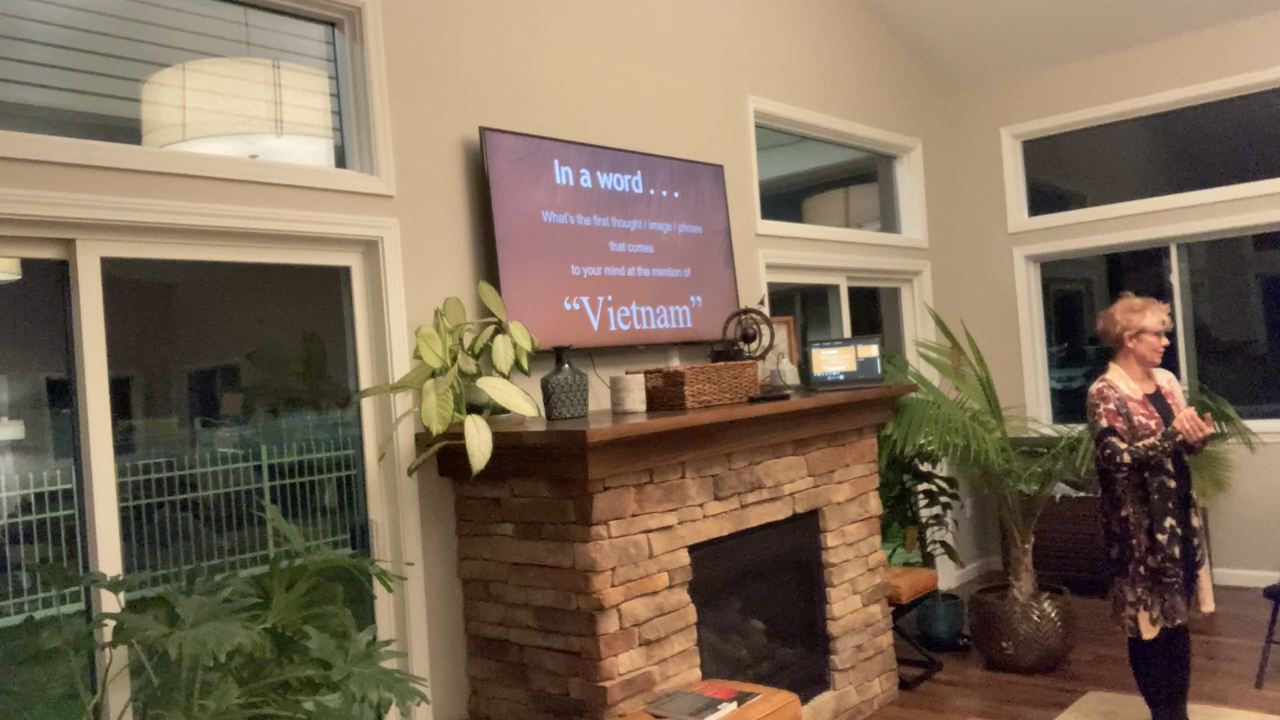 In a word . . .
What's the first thought / image / phrase
that comes
to your mind at the mention of
“Vietnam”